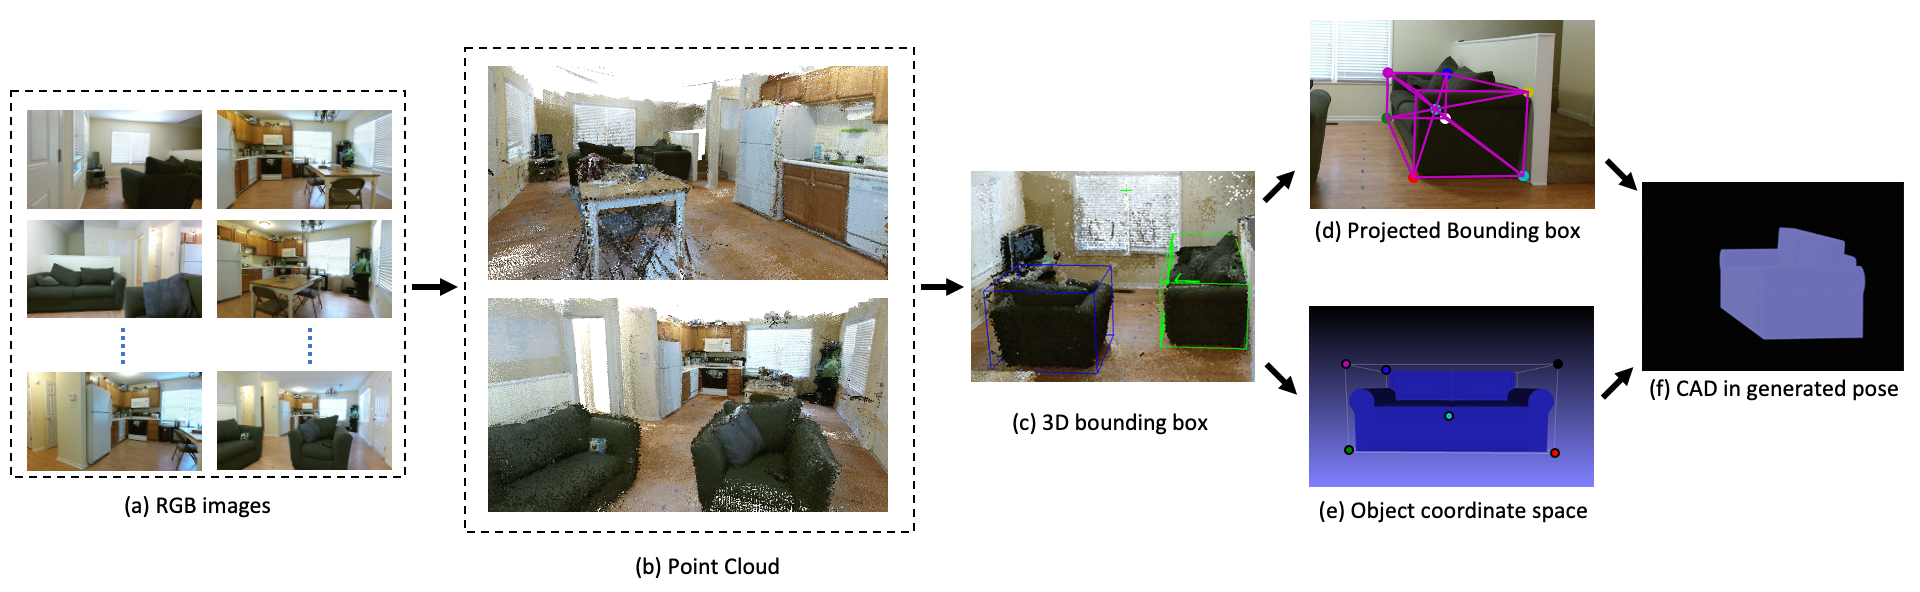 (a) RGB images
(b) Point Cloud
(c) 3D bounding box
(d) Projected Bounding box
(e) Object coordinate space
(f) CAD in generated pose